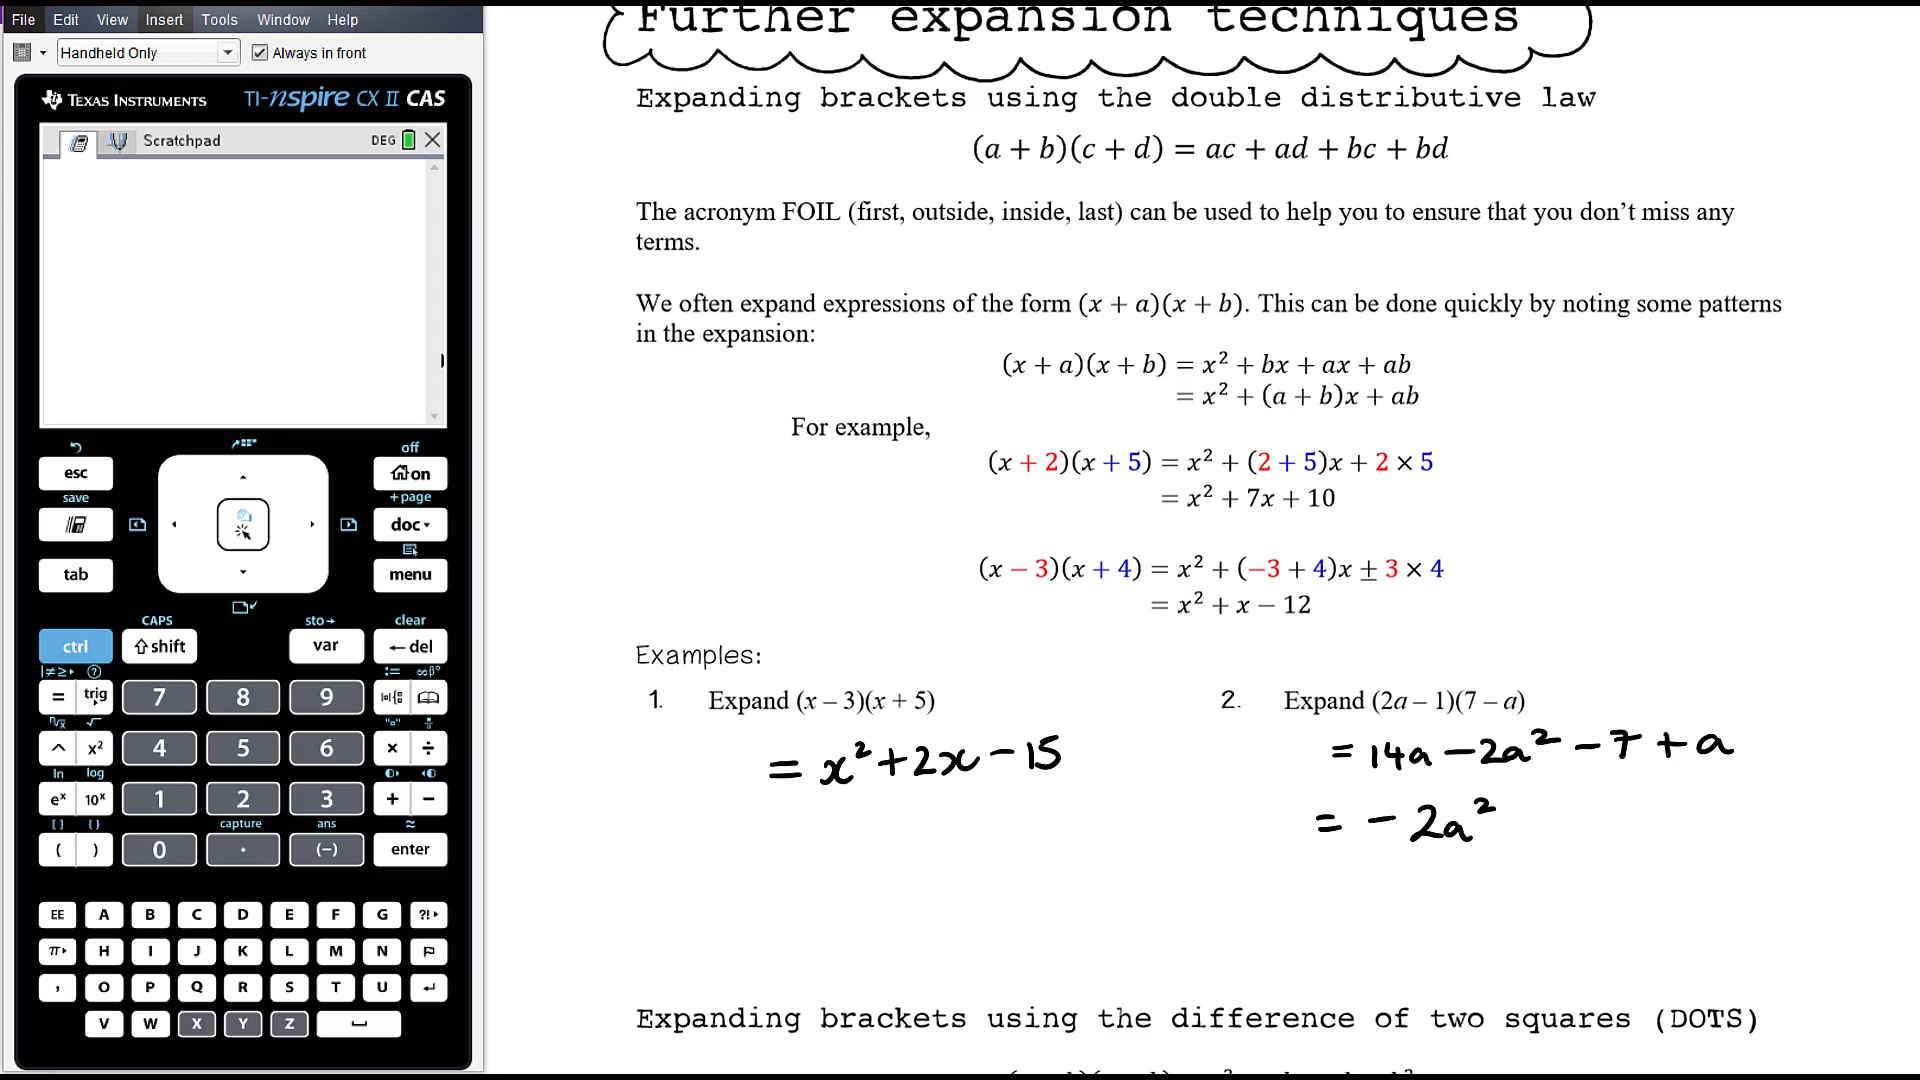 File Edit View Insert Tools Window Help
Handheld Only Always in front
TEXAS INSTRUMENTS TI-nspire CX II CAS
Scratchpad DEG
off
esc on
save + page
doc
tab menu
CAPS sto→ clear
ctrl ⇧shift var ←del
|≠≥▸ ? := ∞β°
= trig 7 8 9
ⁿ√x √ "▫"
^ x² 4 5 6 × ÷
ln log
eˣ 10ˣ 1 2 3 + −
[ ] { } capture ans ≈
( ) 0 . (−) enter
EE A B C D E F G ?!▸
π▸ H I J K L M N
, O P Q R S T U ↵
V W X Y Z
Further expansion techniques
Expanding brackets using the double distributive law
(a + b)(c + d) = ac + ad + bc + bd
The acronym FOIL (first, outside, inside, last) can be used to help you to ensure that you don’t miss any
terms.
We often expand expressions of the form (x + a)(x + b). This can be done quickly by noting some patterns
in the expansion:
(x + a)(x + b) = x² + bx + ax + ab
= x² + (a + b)x + ab
For example,
(x + 2)(x + 5) = x² + (2 + 5)x + 2 × 5
= x² + 7x + 10
(x − 3)(x + 4) = x² + (−3 + 4)x ± 3 × 4
= x² + x − 12
Examples:
1. Expand (x – 3)(x + 5)
= x² + 2x − 15
2. Expand (2a – 1)(7 – a)
= 14a − 2a² − 7 + a
= − 2a²
Expanding brackets using the difference of two squares (DOTS)